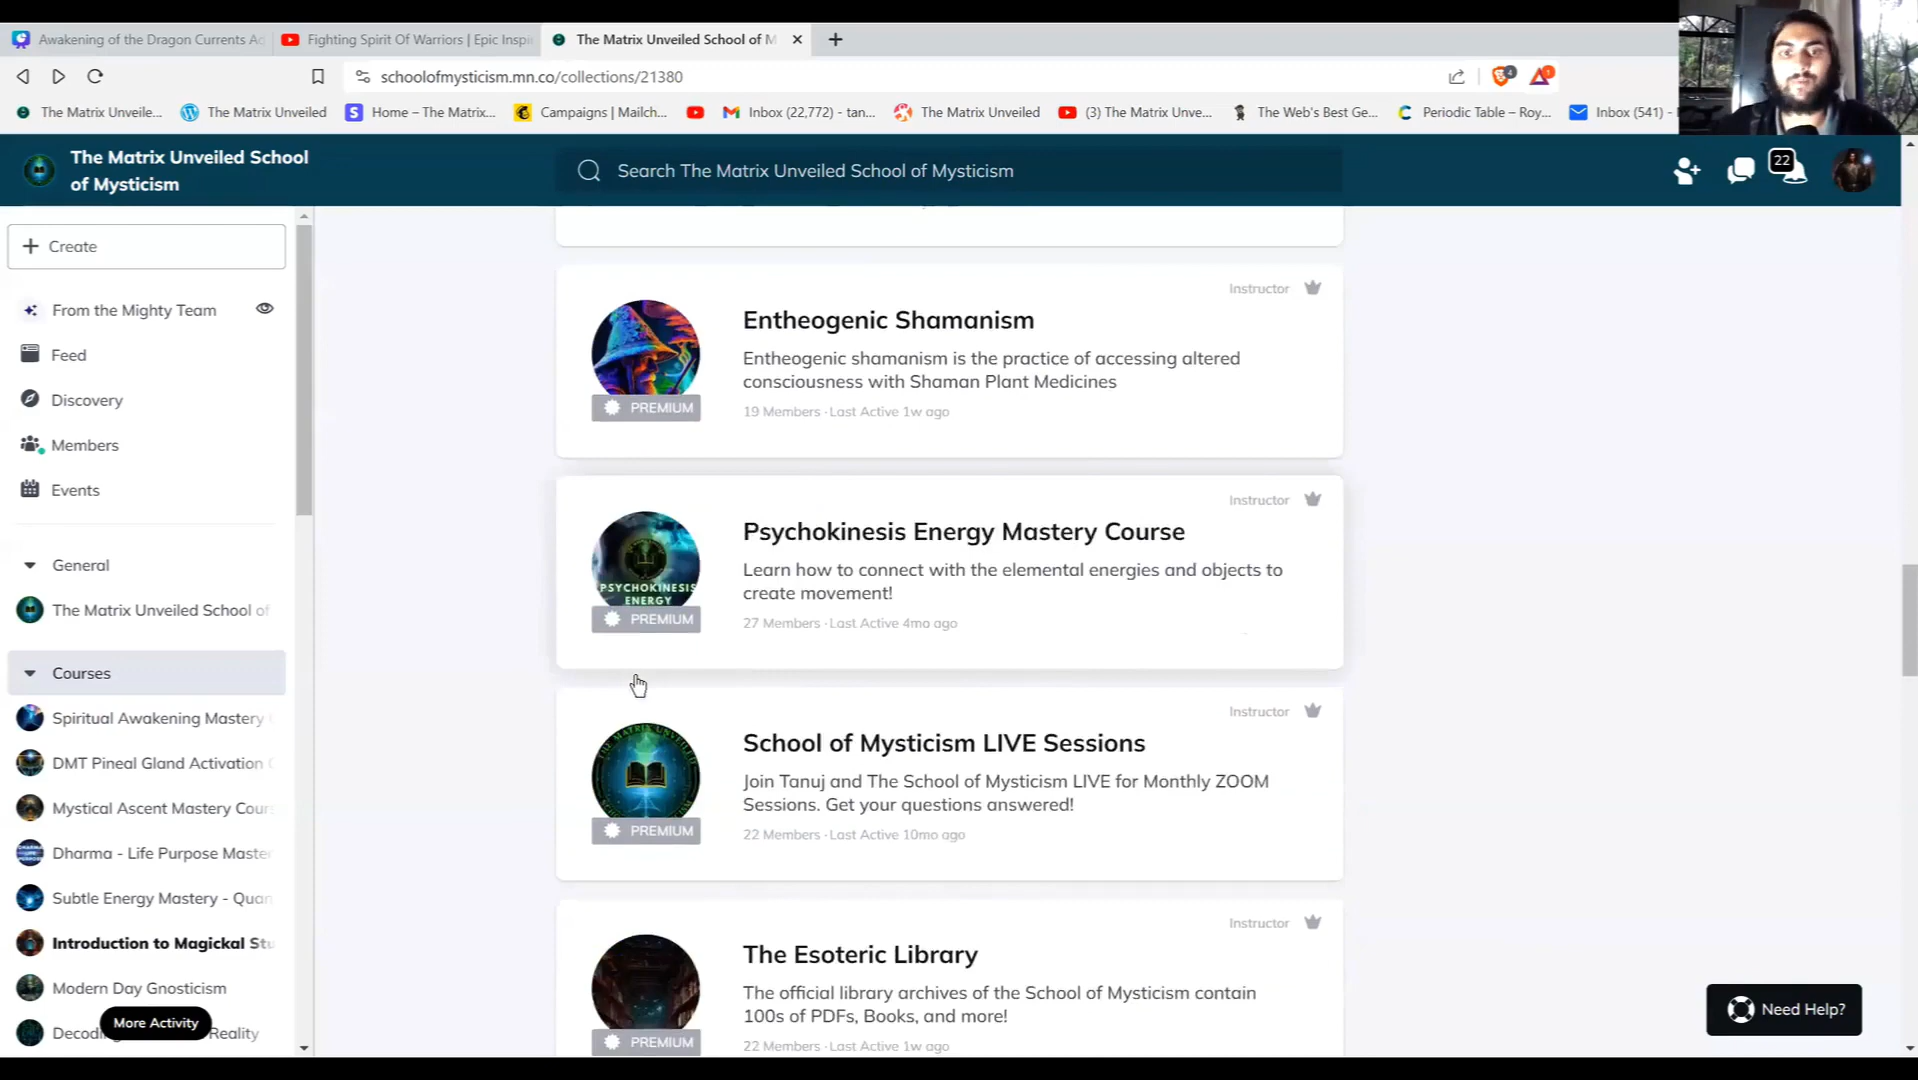 Awakening of the Dragon Currents Ac
Fighting Spirit Of Warriors | Epic Inspi
The Matrix Unveiled School of M
schoolofmysticism.mn.co/collections/21380
4
1
The Matrix Unveile...
The Matrix Unveiled
Home – The Matrix...
Campaigns | Mailch...
Inbox (22,772) - tan...
The Matrix Unveiled
(3) The Matrix Unve...
The Web's Best Ge...
Periodic Table – Roy...
Inbox (541) -
The Matrix Unveiled School
of Mysticism
Search The Matrix Unveiled School of Mysticism
22
Create
From the Mighty Team
Feed
Discovery
Members
Events
General
The Matrix Unveiled School of
Courses
Spiritual Awakening Mastery
DMT Pineal Gland Activation
Mystical Ascent Mastery Cour
DHARMA
Dharma - Life Purpose Master
Subtle Energy Mastery - Quan
Introduction to Magickal Stu
Modern Day Gnosticism
More Activity
Decodi
Reality
Instructor
Entheogenic Shamanism
Entheogenic shamanism is the practice of accessing altered
consciousness with Shaman Plant Medicines
PREMIUM
19 Members · Last Active 1w ago
Instructor
Psychokinesis Energy Mastery Course
Learn how to connect with the elemental energies and objects to
create movement!
PSYCHOKINESIS
ENERGY
PREMIUM
27 Members · Last Active 4mo ago
Instructor
School of Mysticism LIVE Sessions
THE MATRIX UNVEILED
Join Tanuj and The School of Mysticism LIVE for Monthly ZOOM
Sessions. Get your questions answered!
PREMIUM
22 Members · Last Active 10mo ago
Instructor
The Esoteric Library
The official library archives of the School of Mysticism contain
100s of PDFs, Books, and more!
PREMIUM
22 Members · Last Active 1w ago
Need Help?